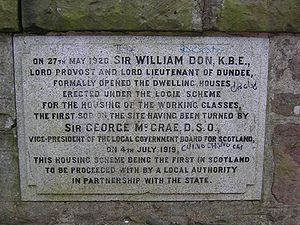 ON 27TH MAY 1920 SIR WILLIAM DON, K.B.E.,
LORD PROVOST AND LORD LIEUTENANT OF DUNDEE,
FORMALLY OPENED THE DWELLING HOUSES
ERECTED UNDER THE LOGIE SCHEME
FOR THE HOUSING OF THE WORKING CLASSES,
THE FIRST SOD ON THE SITE HAVING BEEN TURNED BY
SIR GEORGE McCRAE, D.S.O.,
VICE-PRESIDENT OF THE LOCAL GOVERNMENT BOARD FOR SCOTLAND,
ON 4TH JULY, 1919,
THIS HOUSING SCHEME BEING THE FIRST IN SCOTLAND
TO BE PROCEEDED WITH BY A LOCAL AUTHORITY
IN PARTNERSHIP WITH THE STATE.